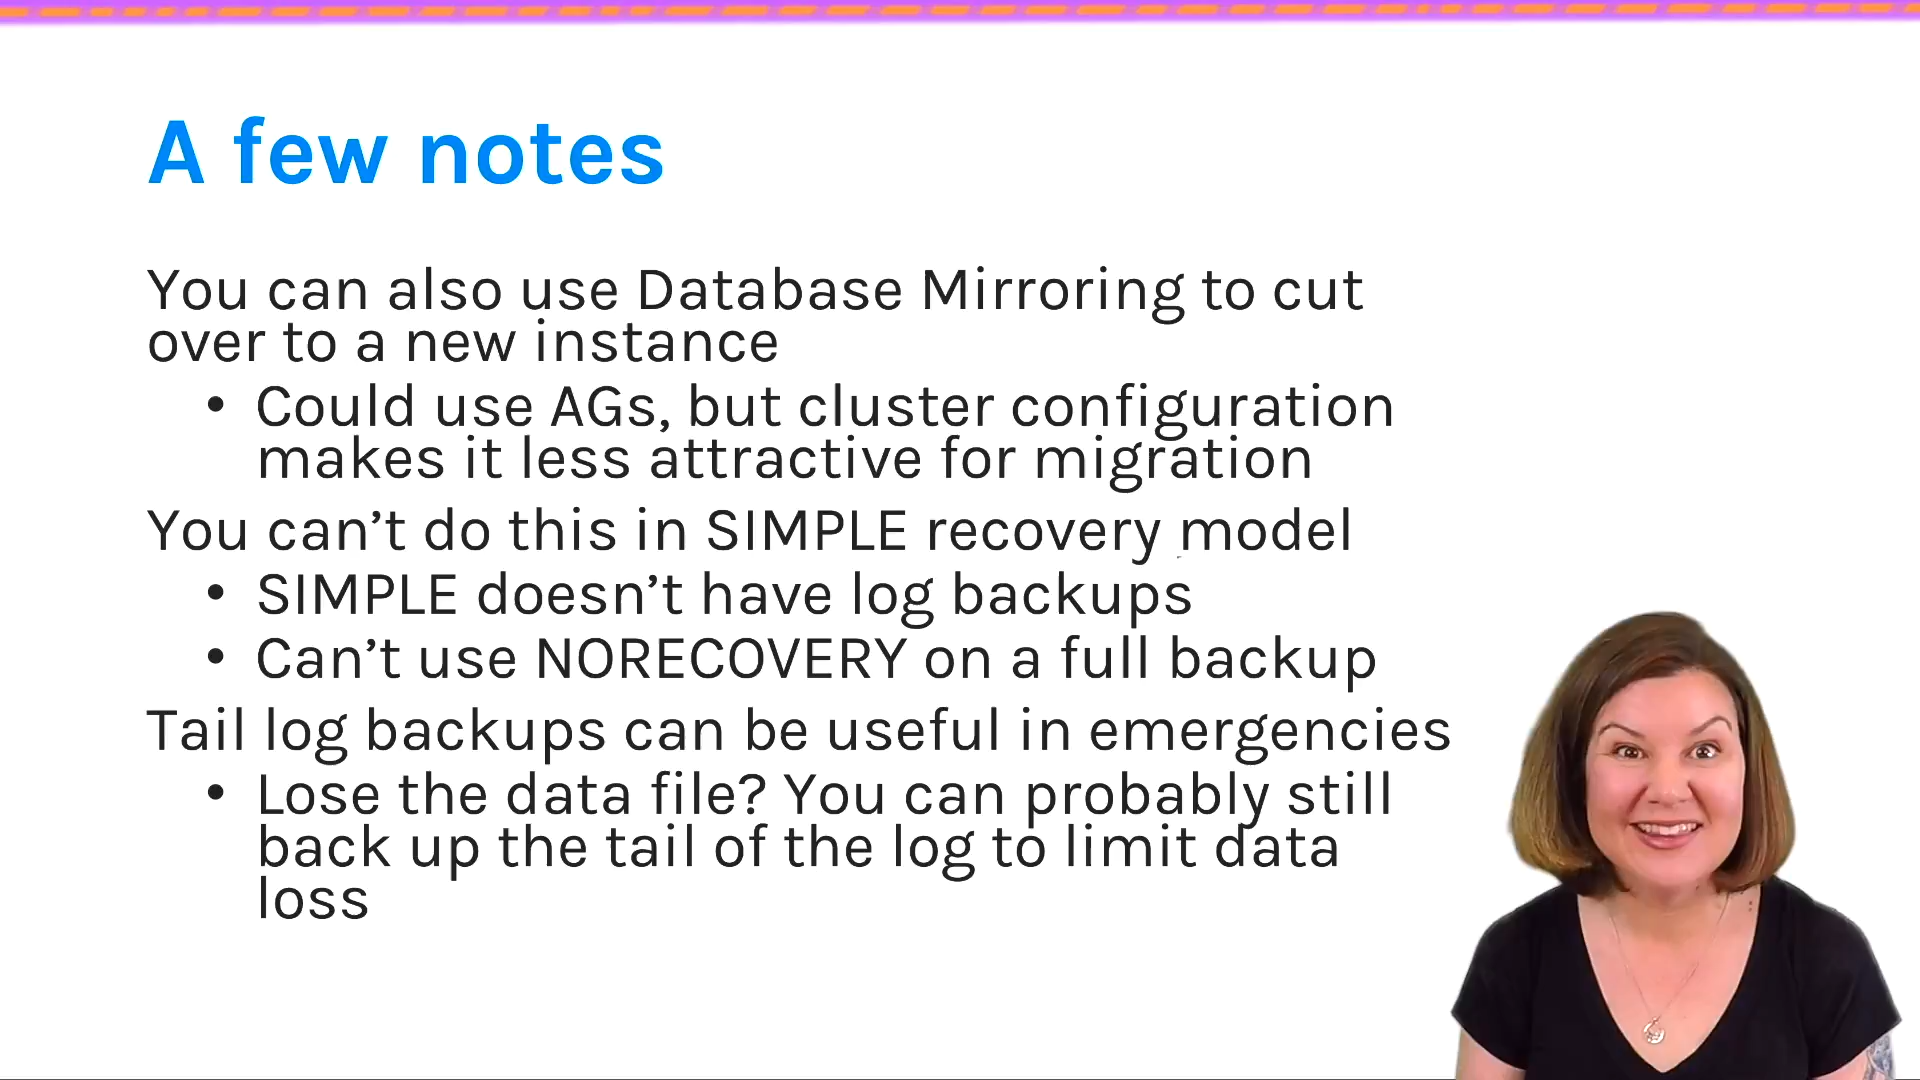 A few notes
You can also use Database Mirroring to cut
over to a new instance
• Could use AGs, but cluster configuration
makes it less attractive for migration
You can’t do this in SIMPLE recovery model
• SIMPLE doesn’t have log backups
• Can’t use NORECOVERY on a full backup
Tail log backups can be useful in emergencies
• Lose the data file? You can probably still
back up the tail of the log to limit data
loss